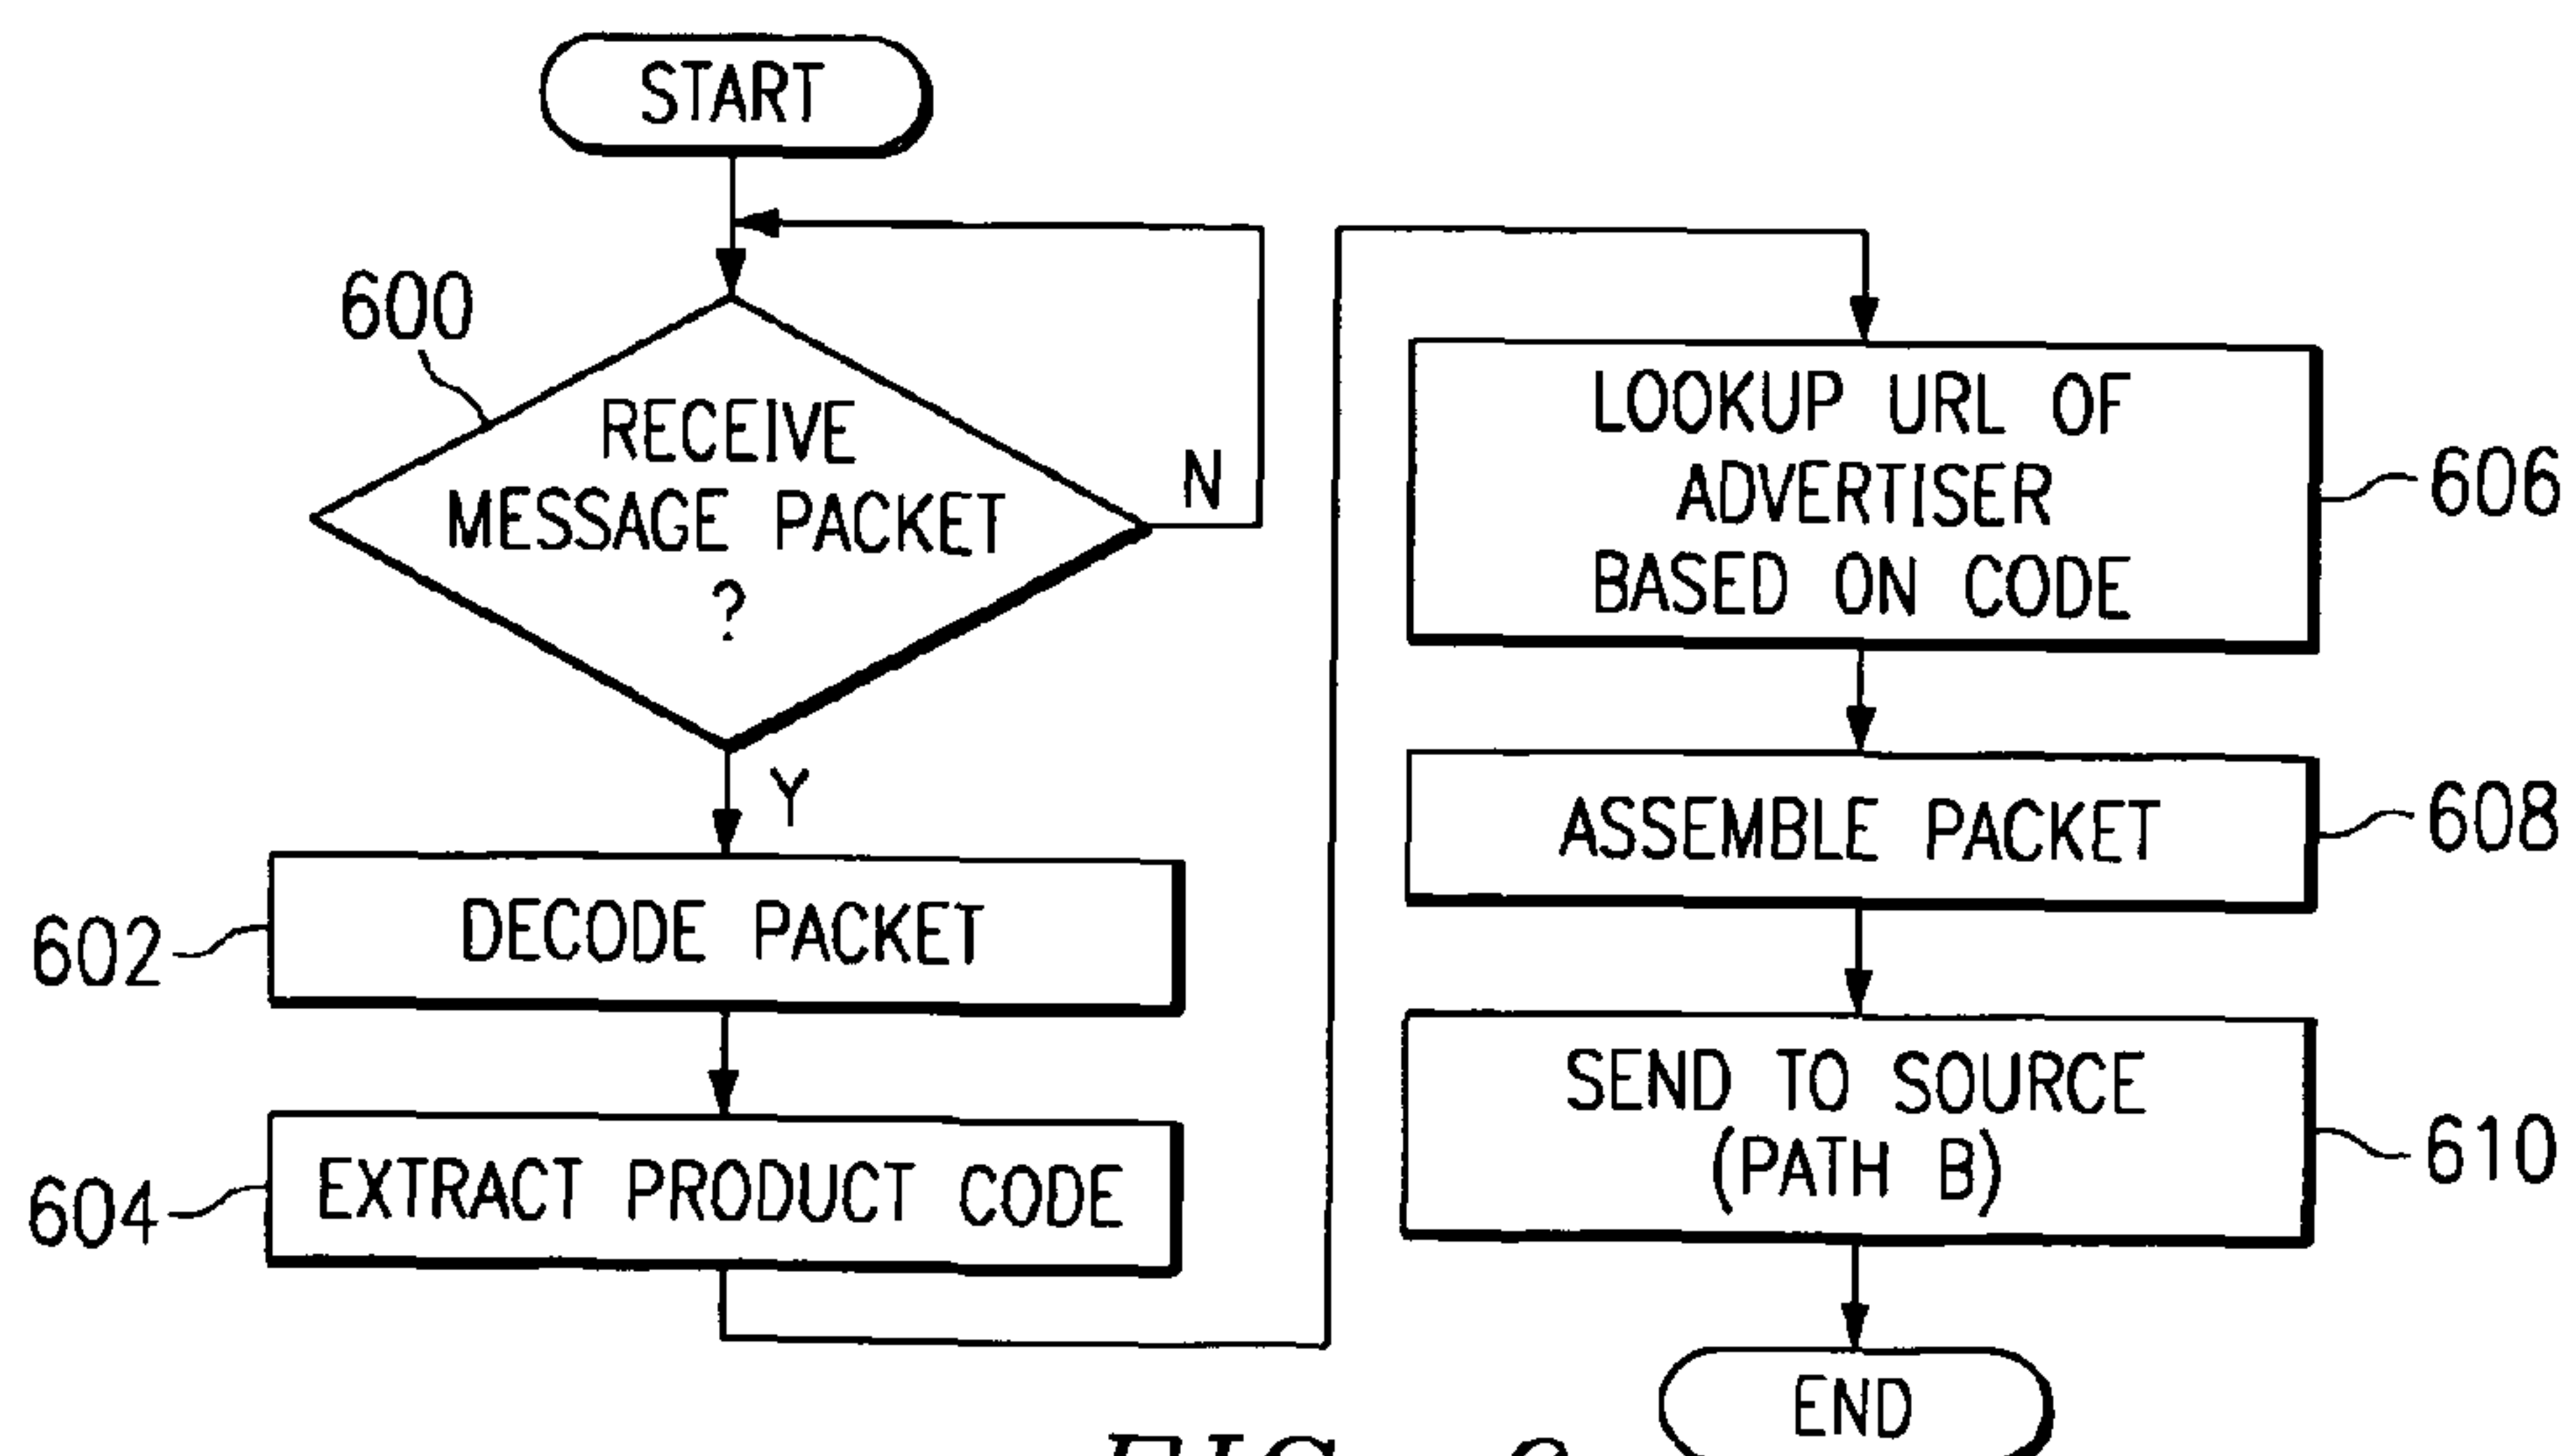 START
600
RECEIVE
MESSAGE PACKET
?
N
Y
602
DECODE PACKET
604
EXTRACT PRODUCT CODE
LOOKUP URL OF
ADVERTISER
BASED ON CODE
606
ASSEMBLE PACKET
608
SEND TO SOURCE
(PATH B)
610
END